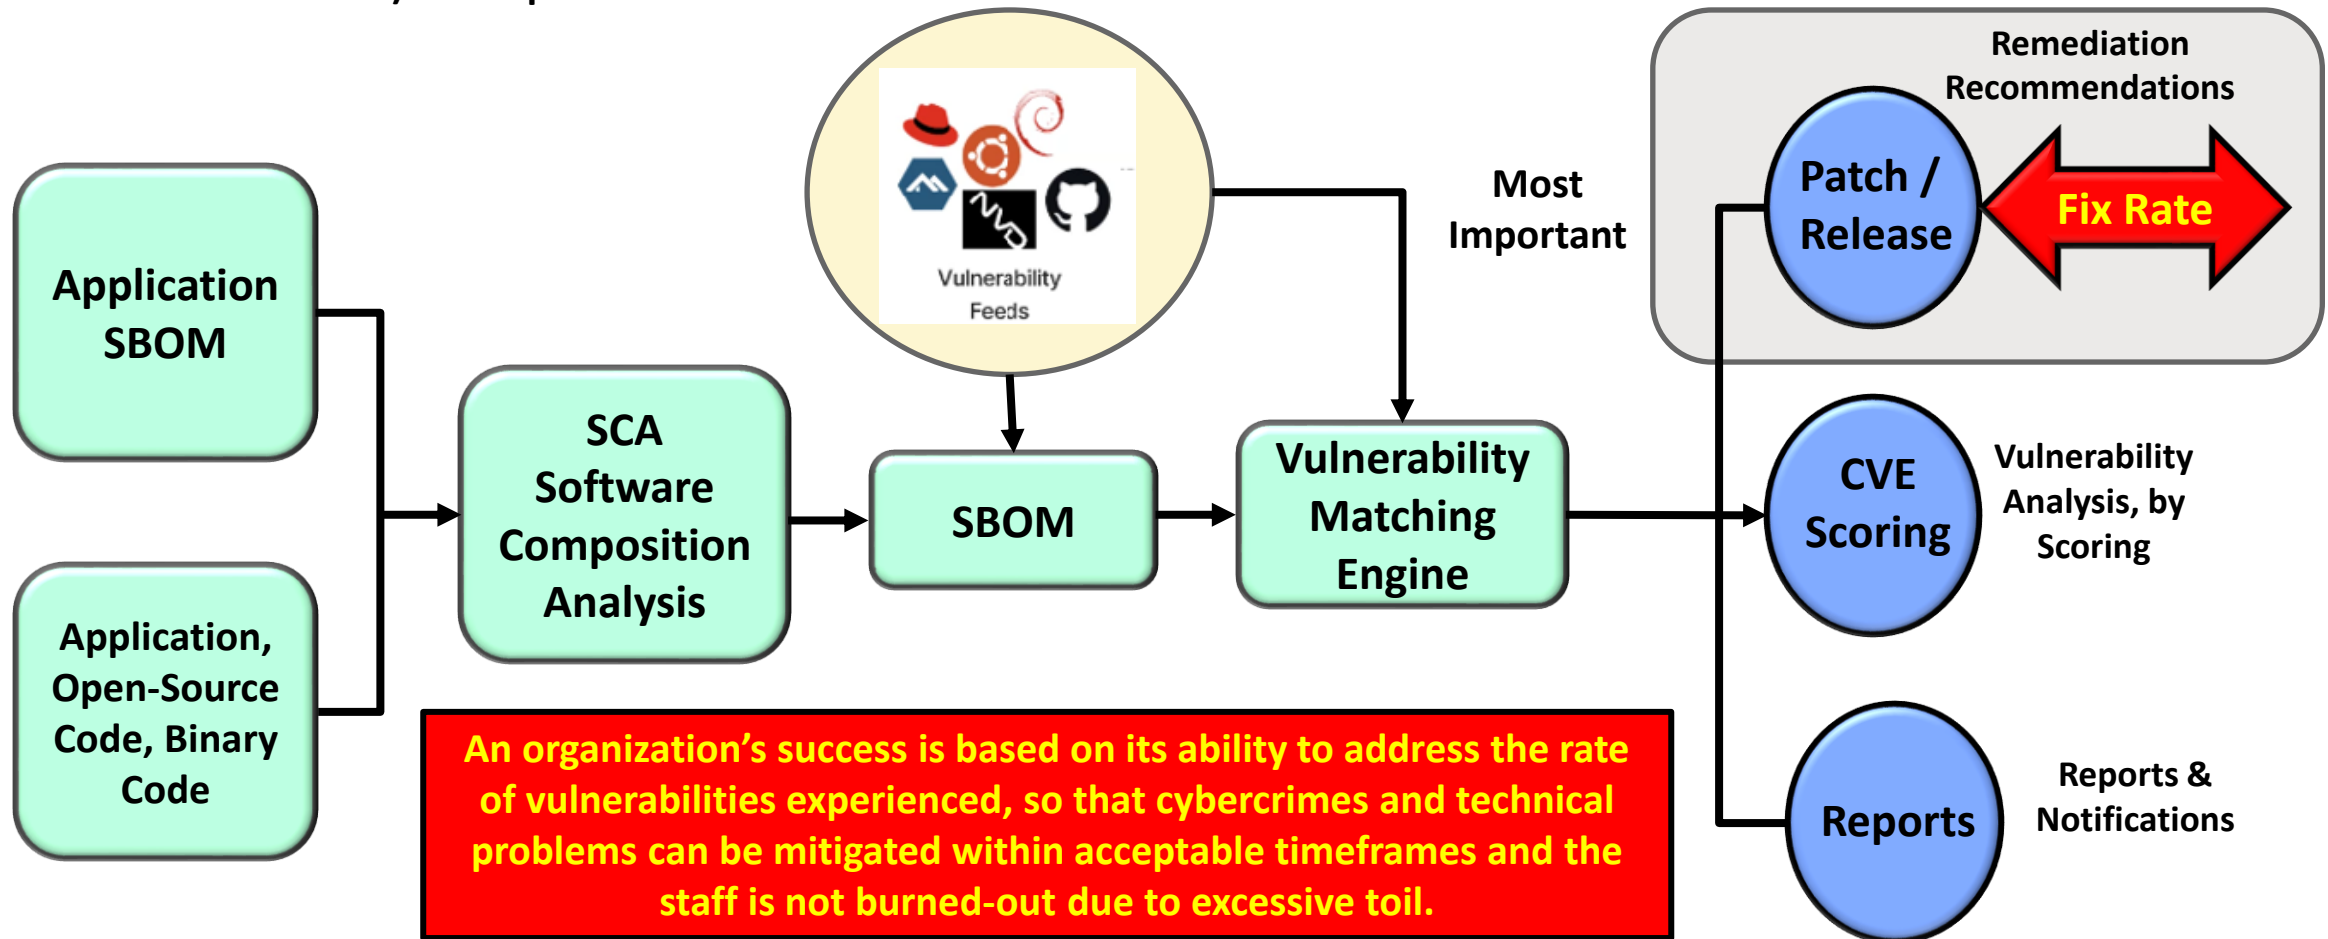 Remediation
Recommendations
Patch /
Release
Fix Rate
Most
Important
NVD
Vulnerability
Feeds
Application
SBOM
SCA
Software
Composition
Analysis
SBOM
Vulnerability
Matching
Engine
CVE
Scoring
Vulnerability
Analysis, by
Scoring
Application,
Open-Source
Code, Binary
Code
An organization’s success is based on its ability to address the rate
of vulnerabilities experienced, so that cybercrimes and technical
problems can be mitigated within acceptable timeframes and the
staff is not burned-out due to excessive toil.
Reports
Reports &
Notifications